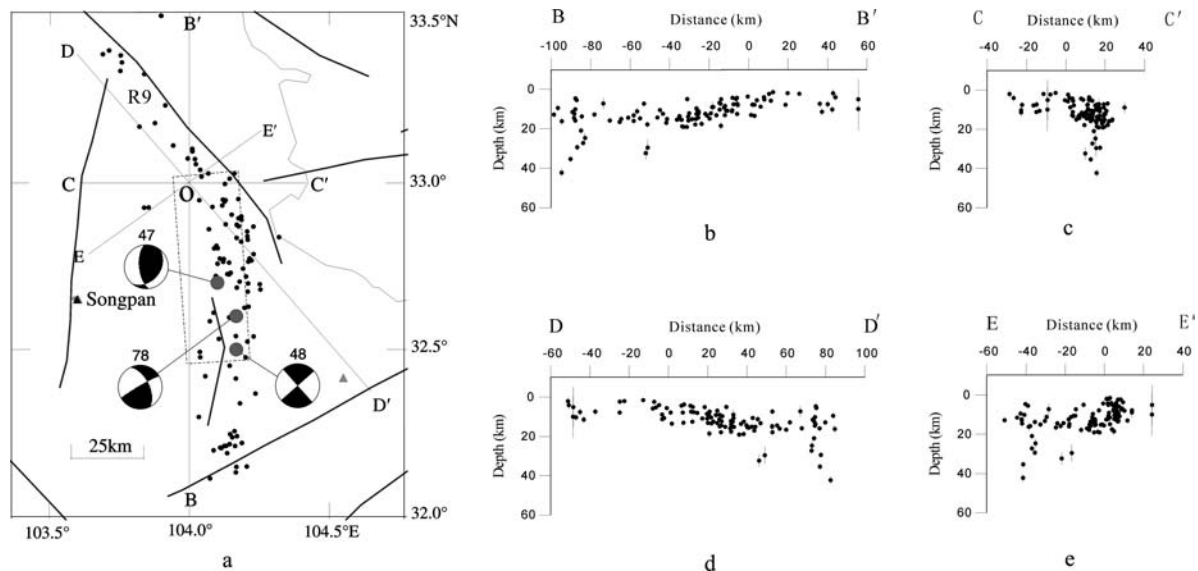 33.5°N
B'
D
R9
E'
C
33.0
O
C'
47
E
Songpan
78
48
32.5
D'
25km
B
32.0
103.5°
104.0
104.5°E
a
B
Distance (km)
B'
-100 -80 -60 -40 -20 0 20 40 60
0
20
40
60
Depth (km)
b
C
Distance (km)
C'
-40 -20 0 20 40
0
20
40
60
Depth (km)
c
D
Distance (km)
D'
-60 -40 -20 0 20 40 60 80 100
0
20
40
60
Depth (km)
d
E
Distance (km)
E'
-60 -40 -20 0 20 40
0
20
40
60
Depth (km)
e